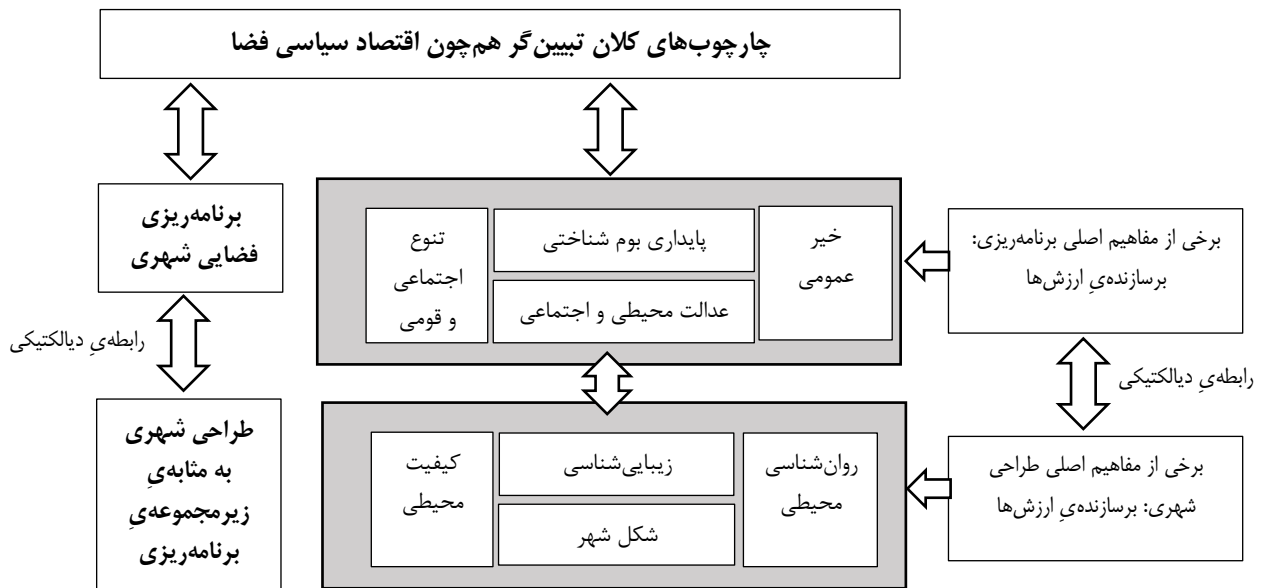 چارچوب‌های کلان تبیین‌گر هم‌چون اقتصاد سیاسی فضا
برخی از مفاهیم اصلی برنامه‌ریزی:
برسازنده‌یِ ارزش‌ها
خیر
عمومی
پایداری بوم شناختی
عدالت محیطی و اجتماعی
تنوع
اجتماعی
و قومی
برنامه‌ریزی
فضایی شهری
رابطه‌یِ دیالکتیکی
رابطه‌یِ دیالکتیکی
برخی از مفاهیم اصلی طراحی
شهری: برسازنده‌یِ ارزش‌ها
روان‌شناسی
محیطی
زیبایی‌شناسی
شکل شهر
کیفیت
محیطی
طراحی شهری
به مثابه‌یِ
زیرمجموعه‌یِ
برنامه‌ریزی